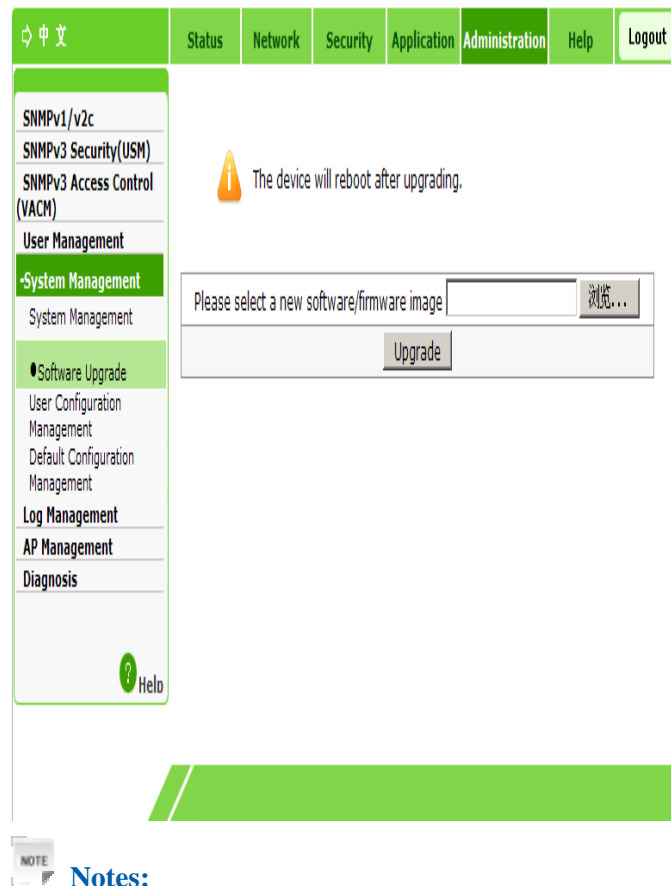 ⇨中文
Status Network Security Application Administration Help Logout
SNMPv1/v2c
SNMPv3 Security(USM)
SNMPv3 Access Control
(VACM)
User Management
-System Management
System Management
●Software Upgrade
User Configuration
Management
Default Configuration
Management
Log Management
AP Management
Diagnosis
? Help
The device will reboot after upgrading.
Please select a new software/firmware image 浏览...
Upgrade
NOTE
Notes: